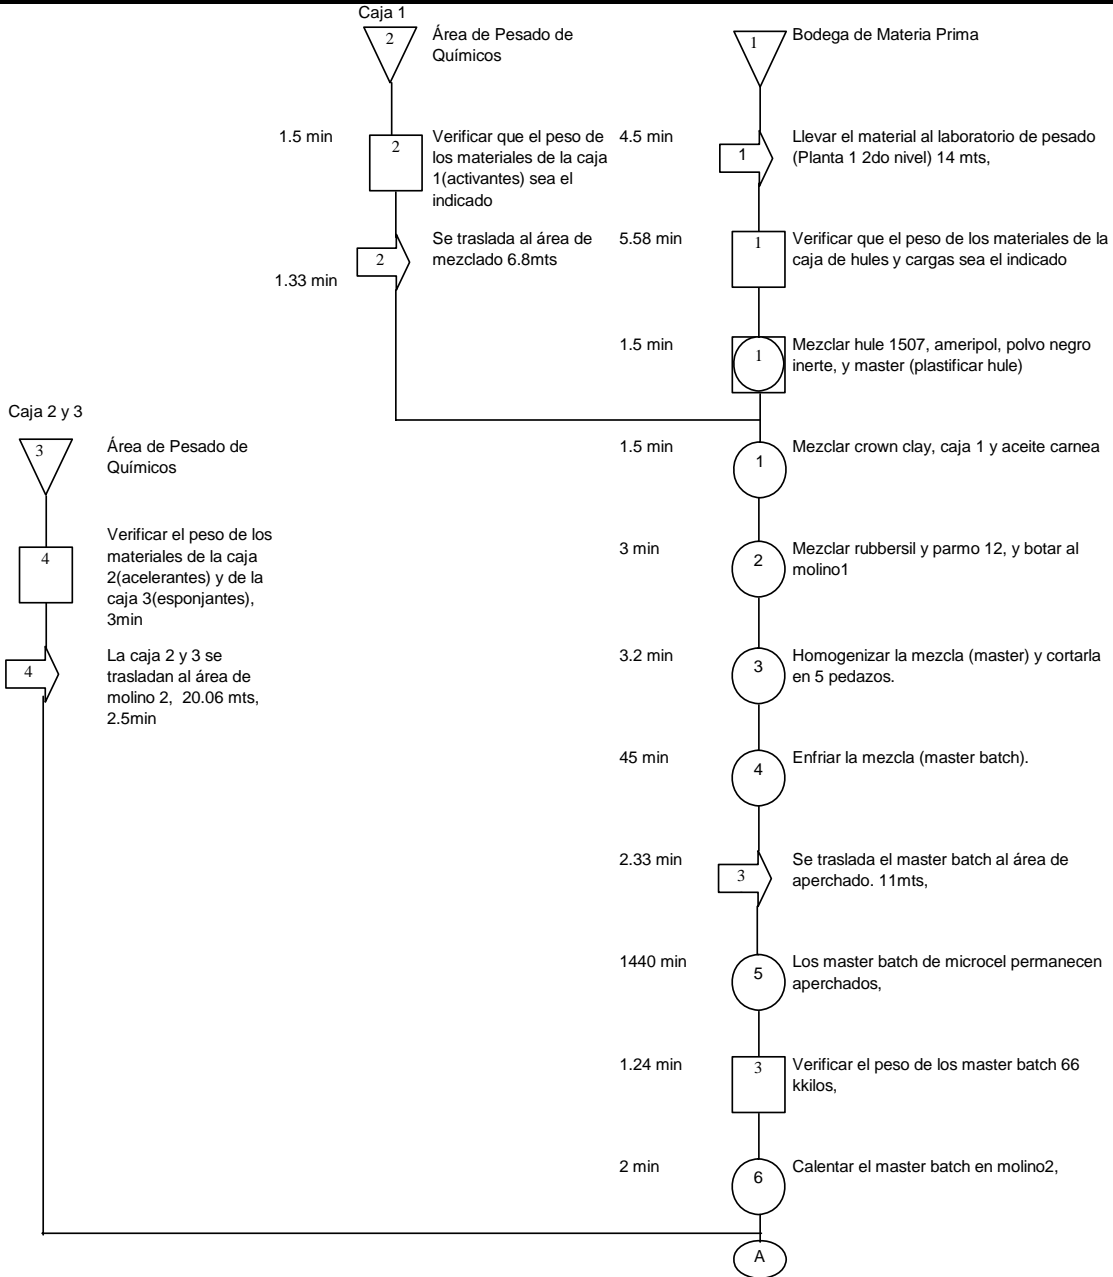 Caja 1
2
Área de Pesado de
Químicos
1
Bodega de Materia Prima
1.5 min
2
Verificar que el peso de
los materiales de la caja
1(activantes) sea el
indicado
4.5 min
1
Llevar el material al laboratorio de pesado
(Planta 1 2do nivel) 14 mts,
1.33 min
2
Se traslada al área de
mezclado 6.8mts
5.58 min
1
Verificar que el peso de los materiales de la
caja de hules y cargas sea el indicado
1.5 min
1
Mezclar hule 1507, ameripol, polvo negro
inerte, y master (plastificar hule)
Caja 2 y 3
3
Área de Pesado de
Químicos
1.5 min
1
Mezclar crown clay, caja 1 y aceite carnea
4
Verificar el peso de los
materiales de la caja
2(acelerantes) y de la
caja 3(esponjantes),
3min
3 min
2
Mezclar rubbersil y parmo 12, y botar al
molino1
4
La caja 2 y 3 se
trasladan al área de
molino 2,  20.06 mts,
2.5min
3.2 min
3
Homogenizar la mezcla (master) y cortarla
en 5 pedazos.
45 min
4
Enfriar la mezcla (master batch).
2.33 min
3
Se traslada el master batch al área de
aperchado. 11mts,
1440 min
5
Los master batch de microcel permanecen
aperchados,
1.24 min
3
Verificar el peso de los master batch 66
kkilos,
2 min
6
Calentar el master batch en molino2,
A